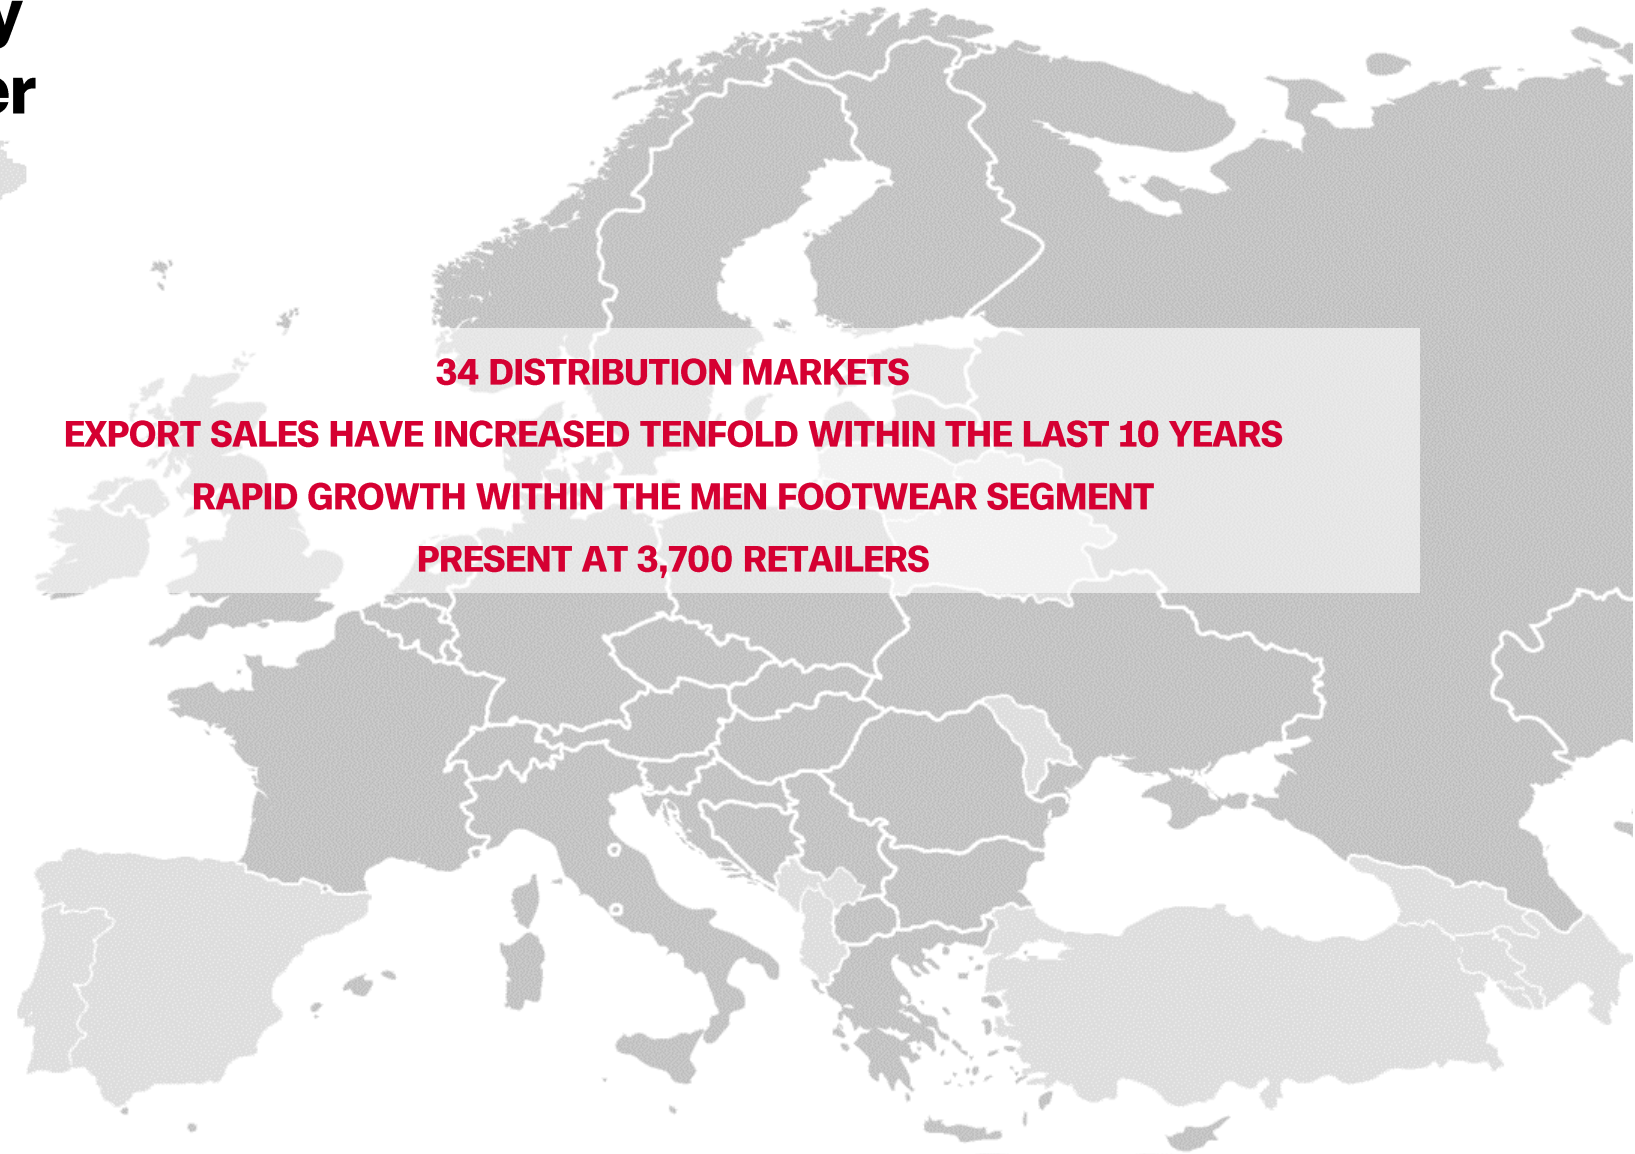 y
er
34 DISTRIBUTION MARKETS
EXPORT SALES HAVE INCREASED TENFOLD WITHIN THE LAST 10 YEARS
RAPID GROWTH WITHIN THE MEN FOOTWEAR SEGMENT
PRESENT AT 3,700 RETAILERS